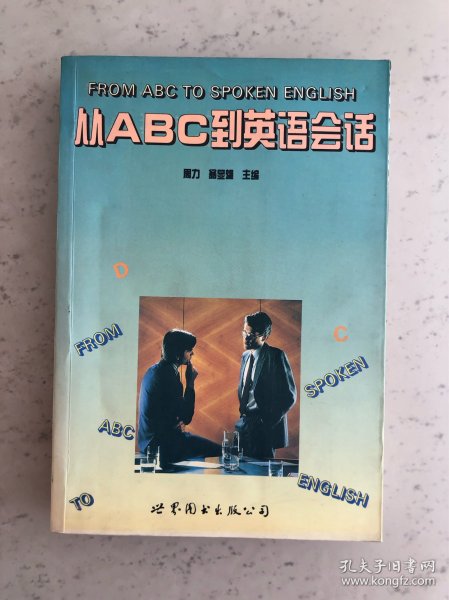 FROM ABC TO SPOKEN ENGLISH
从ABC到英语会话
周力 主编
D
C
FROM
SPOKEN
ABC
TO
ENGLISH
世界图书出版公司
孔夫子旧书网
www.kongfz.com